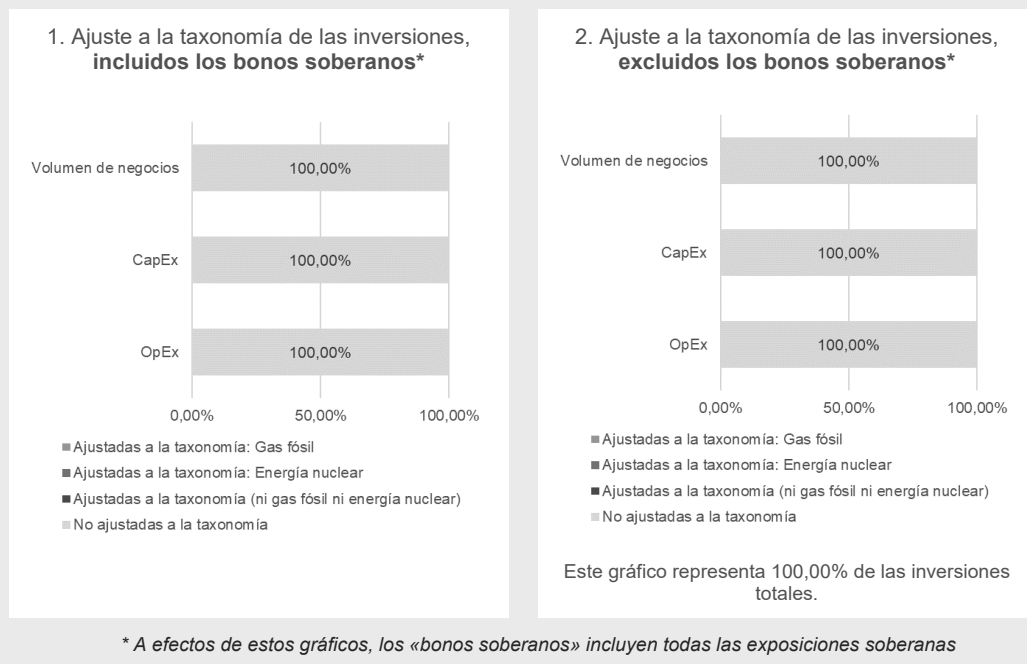 1. Ajuste a la taxonomía de las inversiones,
incluidos los bonos soberanos*
Volumen de negocios
100,00%
CapEx
100,00%
OpEx
100,00%
0,00%
50,00%
100,00%
Ajustadas a la taxonomía: Gas fósil
Ajustadas a la taxonomía: Energía nuclear
Ajustadas a la taxonomía (ni gas fósil ni energía nuclear)
No ajustadas a la taxonomía
2. Ajuste a la taxonomía de las inversiones,
excluidos los bonos soberanos*
Volumen de negocios
100,00%
CapEx
100,00%
OpEx
100,00%
0,00%
50,00%
100,00%
Ajustadas a la taxonomía: Gas fósil
Ajustadas a la taxonomía: Energía nuclear
Ajustadas a la taxonomía (ni gas fósil ni energía nuclear)
No ajustadas a la taxonomía
Este gráfico representa 100,00% de las inversiones
totales.
* A efectos de estos gráficos, los «bonos soberanos» incluyen todas las exposiciones soberanas